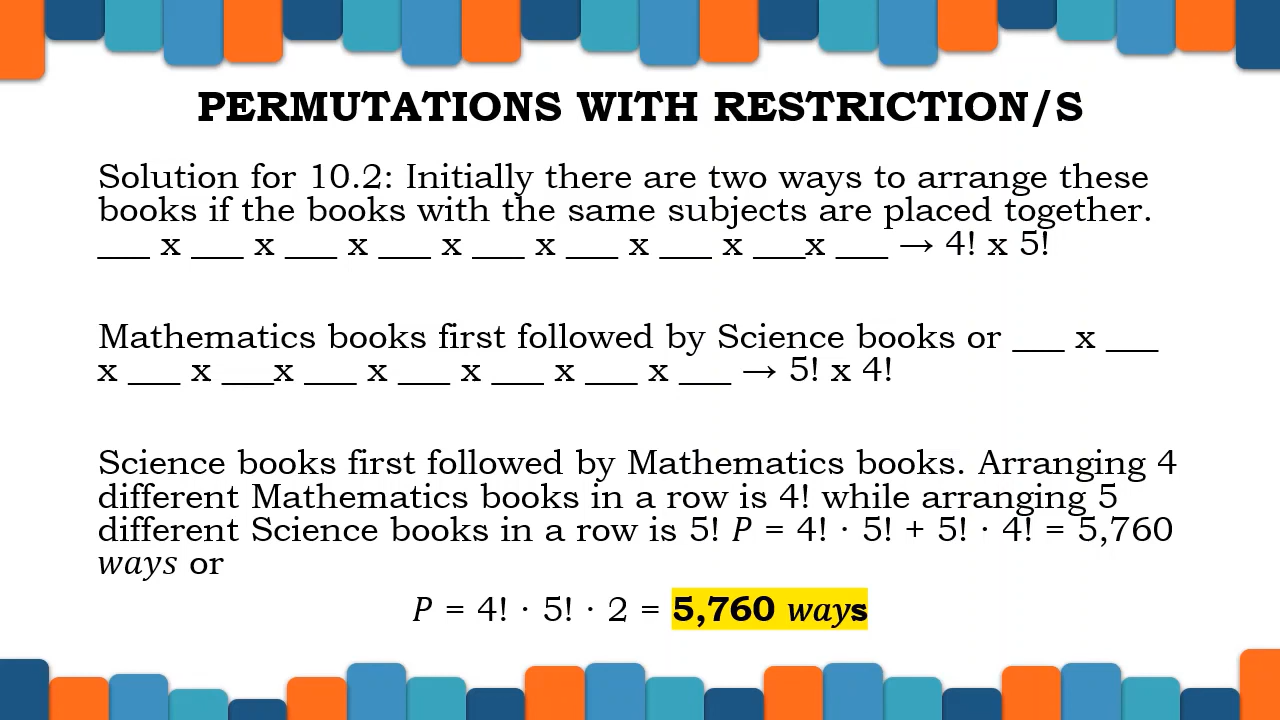 PERMUTATIONS WITH RESTRICTION/S
Solution for 10.2: Initially there are two ways to arrange these
books if the books with the same subjects are placed together.
___ x ___ x ___ x ___ x ___ x ___ x ___ x ___x ___ → 4! x 5!
Mathematics books first followed by Science books or ___ x ___
x ___ x ___x ___ x ___ x ___ x ___ x ___ → 5! x 4!
Science books first followed by Mathematics books. Arranging 4
different Mathematics books in a row is 4! while arranging 5
different Science books in a row is 5! P = 4! · 5! + 5! · 4! = 5,760
ways or
P = 4! · 5! · 2 = 5,760 ways